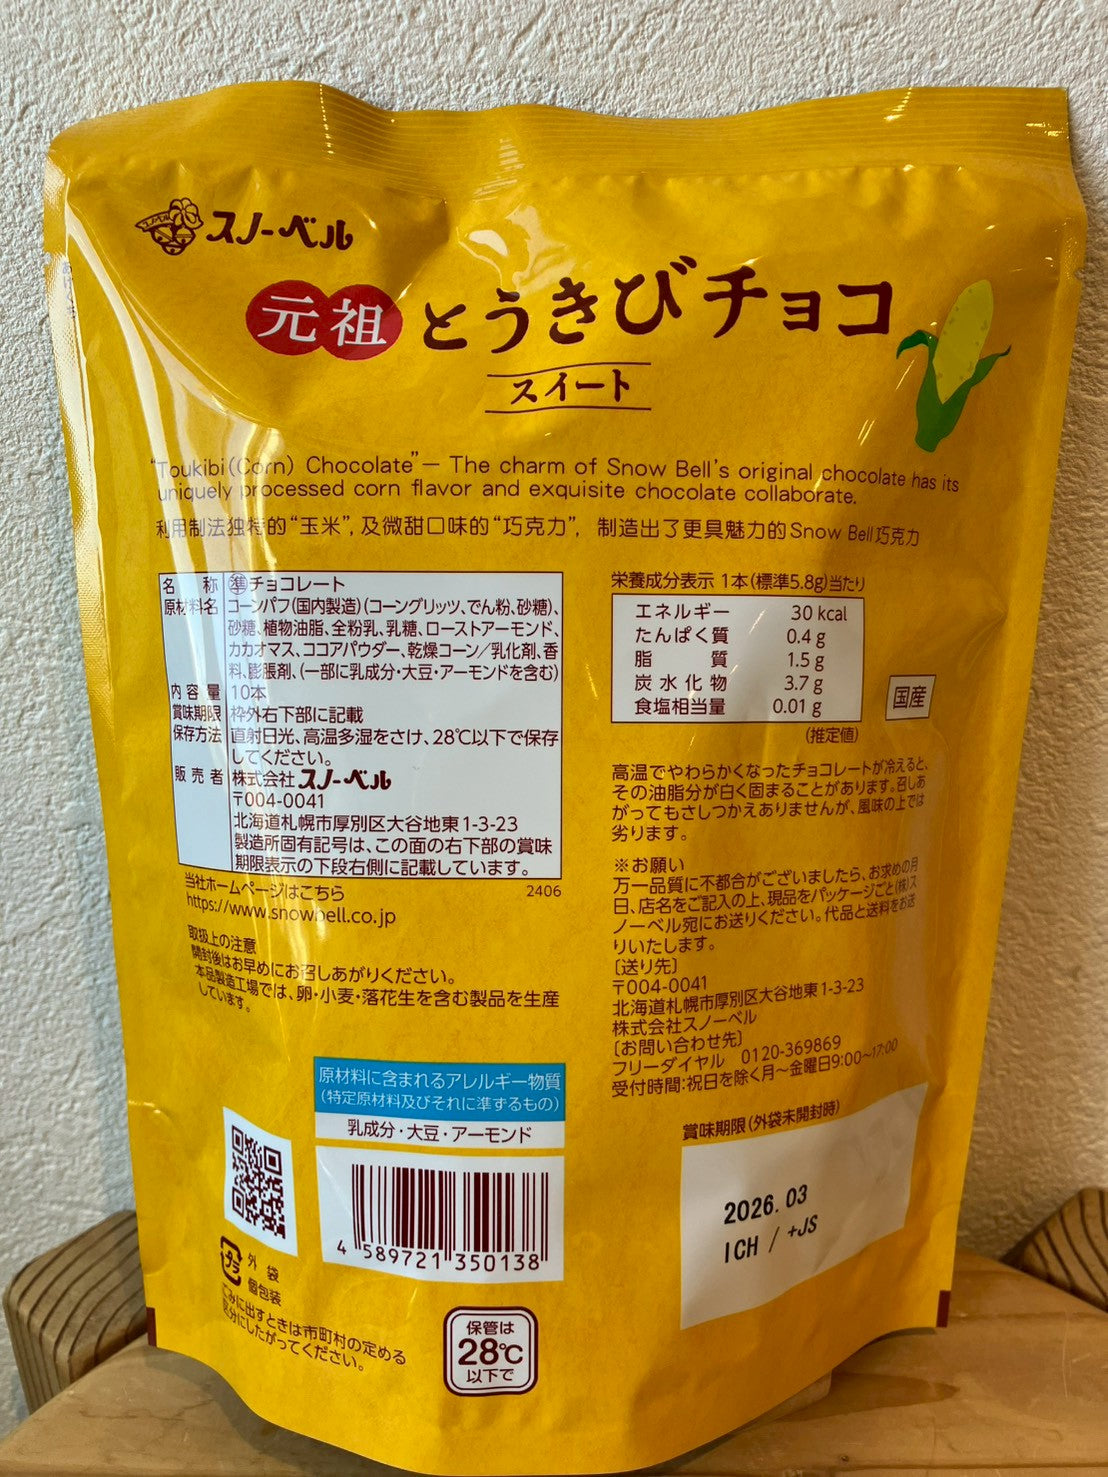 スノーベル
元祖 とうきびチョコ
スイート
“Toukibi(Corn) Chocolate”— The charm of Snow Bell's original chocolate has its
uniquely processed corn flavor and exquisite chocolate collaborate.
利用制法独特的“玉米”，及微甜口味的“巧克力”，制造出了更具魅力的Snow Bell巧克力
名称 ㊜チョコレート
原材料名 コーンパフ(国内製造)(コーングリッツ、でん粉、砂糖)、
砂糖、植物油脂、全粉乳、乳糖、ローストアーモンド、
カカオマス、ココアパウダー、乾燥コーン／乳化剤、香
料、膨脹剤、(一部に乳成分・大豆・アーモンドを含む)
内容量 10本
賞味期限 枠外右下部に記載
保存方法 直射日光、高温多湿をさけ、28℃以下で保存
してください。
販売者 株式会社スノーベル
〒004-0041
北海道札幌市厚別区大谷地東1-3-23
製造所固有記号は、この面の右下部の賞味
期限表示の下段右側に記載しています。
当社ホームページはこちら 2406
https://www.snowbell.co.jp
取扱上の注意
開封後はお早めにお召しあがりください。
本品製造工場では、卵・小麦・落花生を含む製品を生産
しています。
原材料に含まれるアレルギー物質
(特定原材料及びそれに準ずるもの)
乳成分・大豆・アーモンド
4 589721 350138
プラ 外袋
個包装
ごみに出すときは市町村の定める
区分にしたがってください。
保管は
28℃
以下で
栄養成分表示 1本(標準5.8g)当たり
エネルギー 30 kcal
たんぱく質 0.4 g
脂質 1.5 g
炭水化物 3.7 g
食塩相当量 0.01 g
(推定値)
国産
高温でやわらかくなったチョコレートが冷えると、
その油脂分が白く固まることがあります。召しあ
がってもさしつかえありませんが、風味の上では
劣ります。
※お願い
万一品質に不都合がございましたら、お求めの月
日、店名をご記入の上、現品をパッケージごと(株)ス
ノーベル宛にお送りください。代品と送料をお送
りいたします。
〔送り先〕
〒004-0041
北海道札幌市厚別区大谷地東1-3-23
株式会社スノーベル
〔お問い合わせ先〕
フリーダイヤル 0120-369869
受付時間:祝日を除く月～金曜日9:00～17:00
賞味期限(外袋未開封時)
2026.03
ICH / +JS